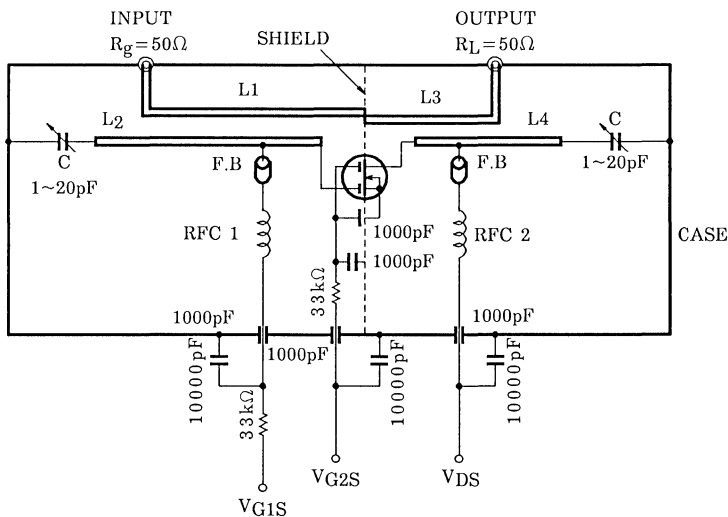 INPUT
Rg=50Ω
OUTPUT
RL=50Ω
SHIELD
L1
L3
L2
L4
C
1~20pF
F.B
F.B
C
1~20pF
RFC 1
1000pF
RFC 2
CASE
1000pF
33kΩ
1000pF
1000pF
1000pF
10000pF
10000pF
10000pF
33kΩ
VG1S
VG2S
VDS